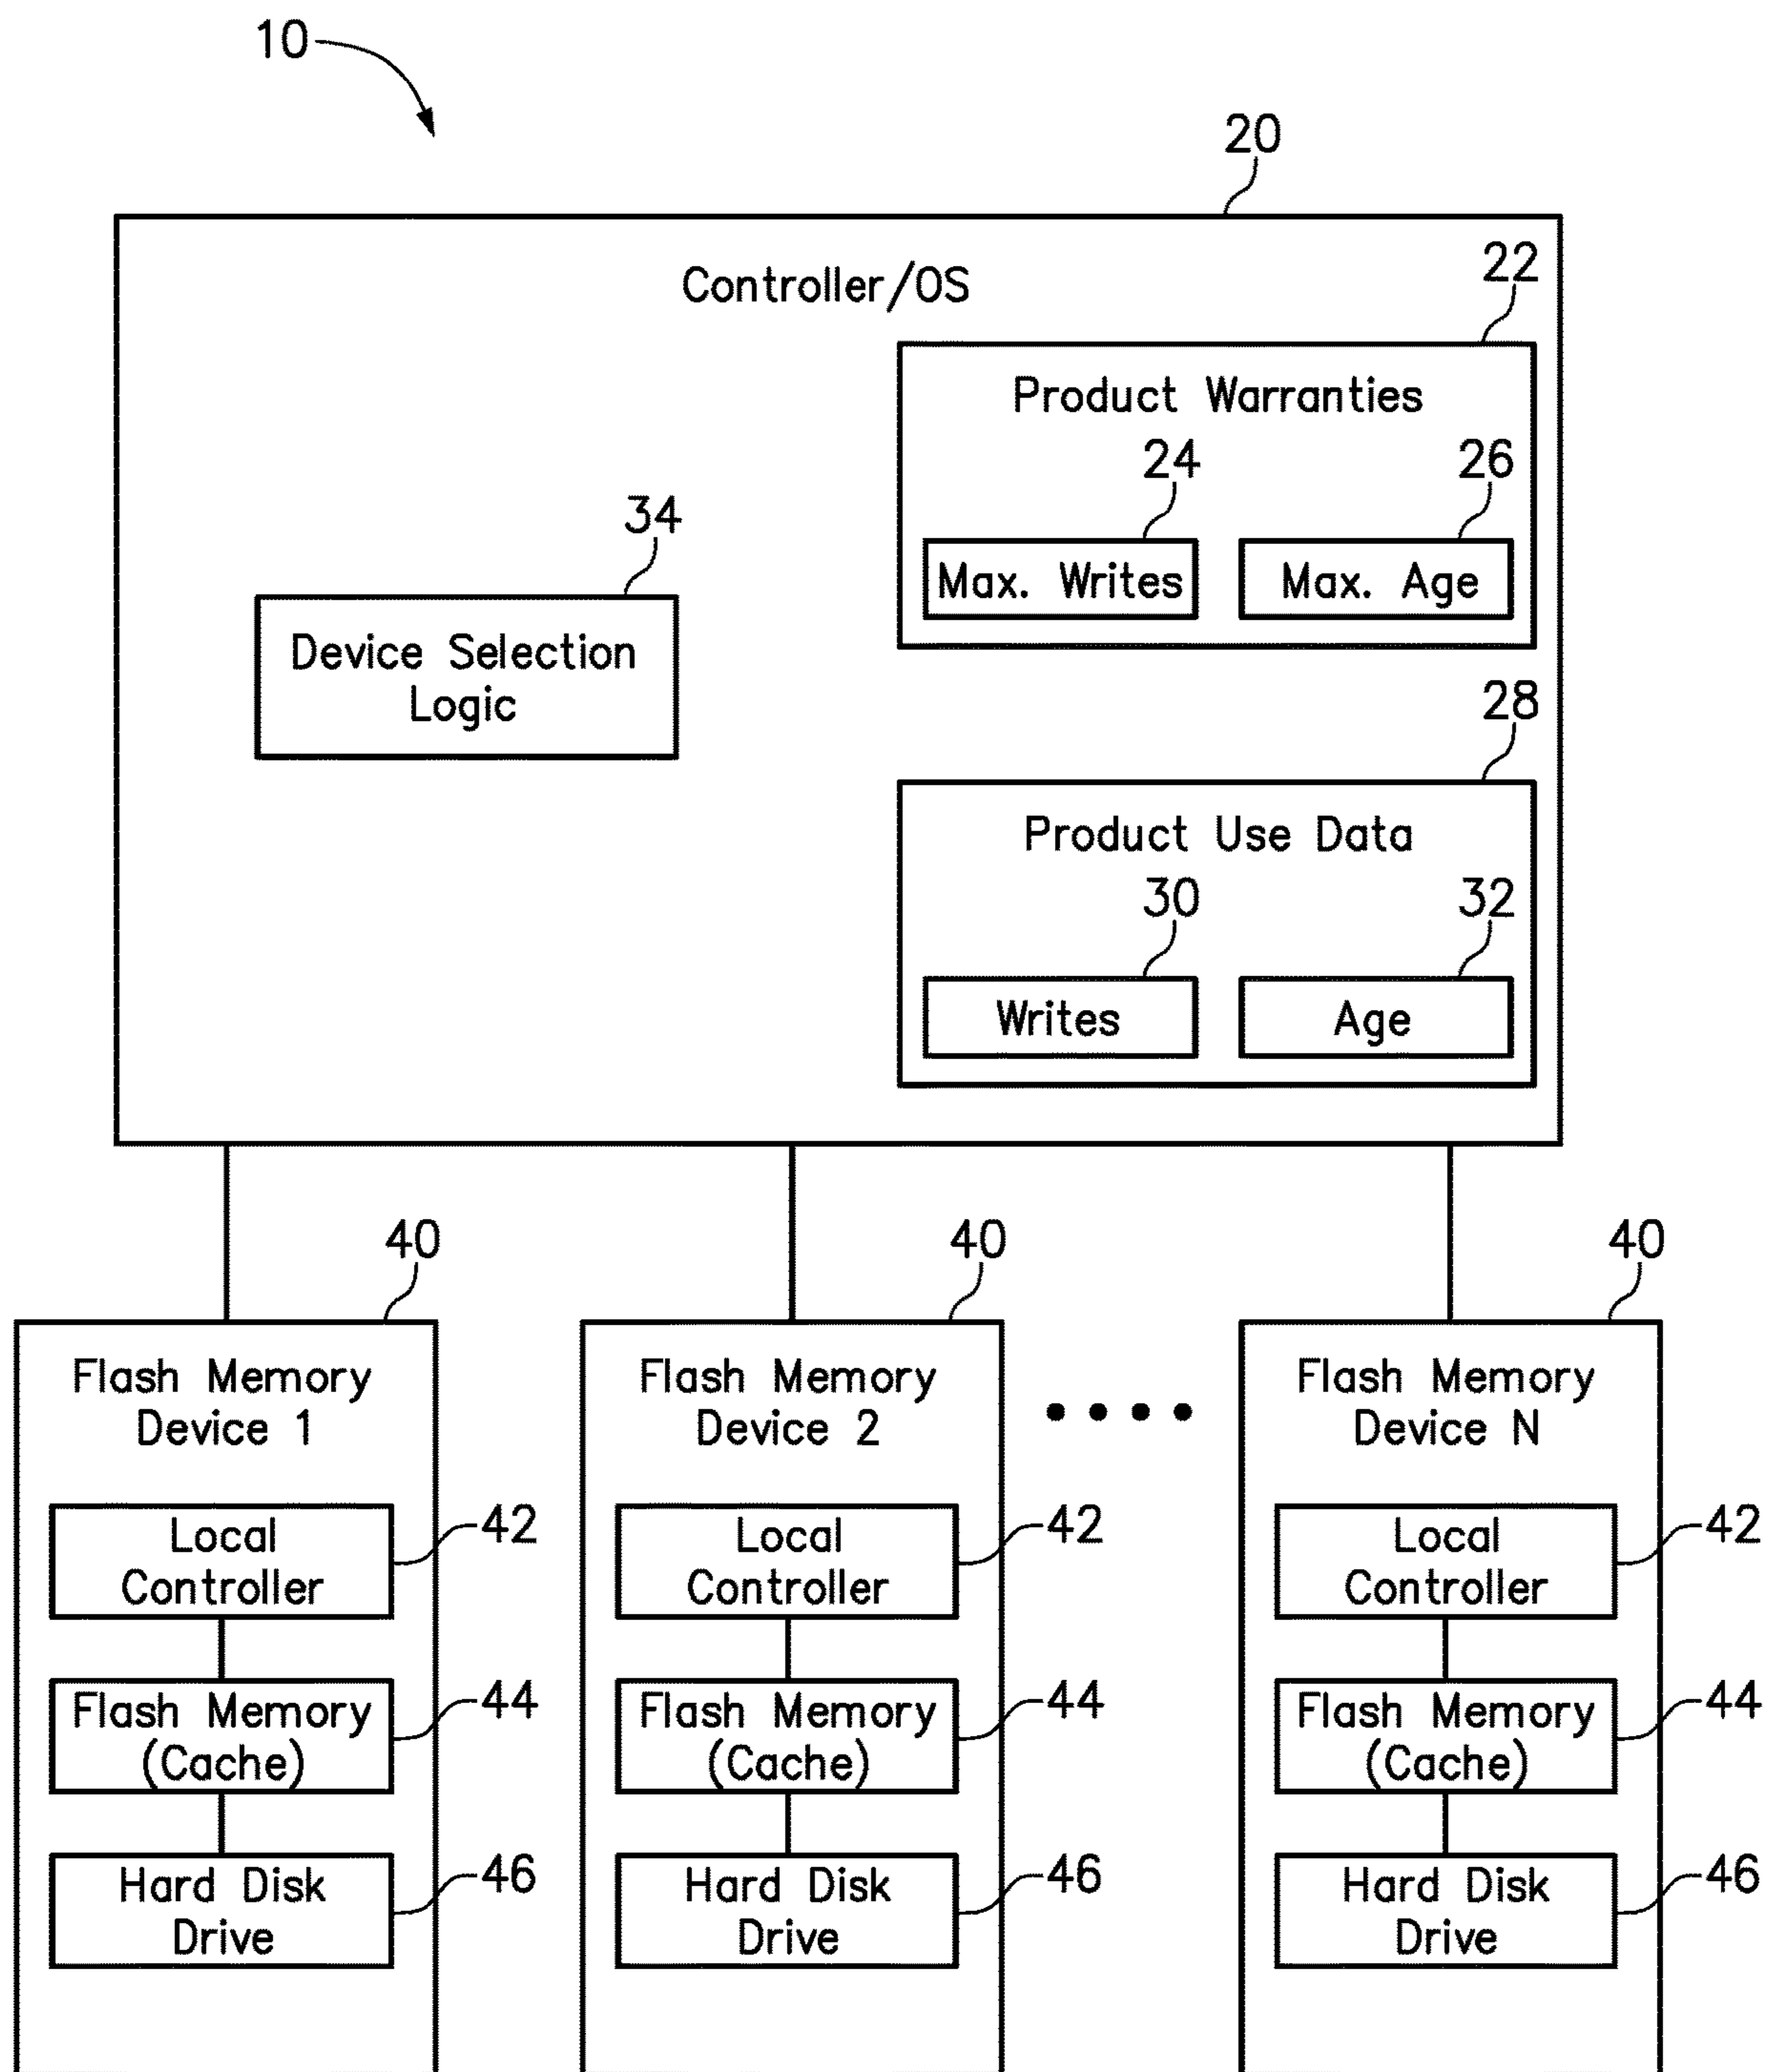 10
20
Controller/OS
22
Product Warranties
24
26
Max. Writes
Max. Age
34
Device Selection
Logic
28
Product Use Data
30
32
Writes
Age
40
40
40
Flash Memory
Device 1
Flash Memory
Device 2
Flash Memory
Device N
Local
Controller
42
Local
Controller
42
Local
Controller
42
Flash Memory
(Cache)
44
Flash Memory
(Cache)
44
Flash Memory
(Cache)
44
Hard Disk
Drive
46
Hard Disk
Drive
46
Hard Disk
Drive
46